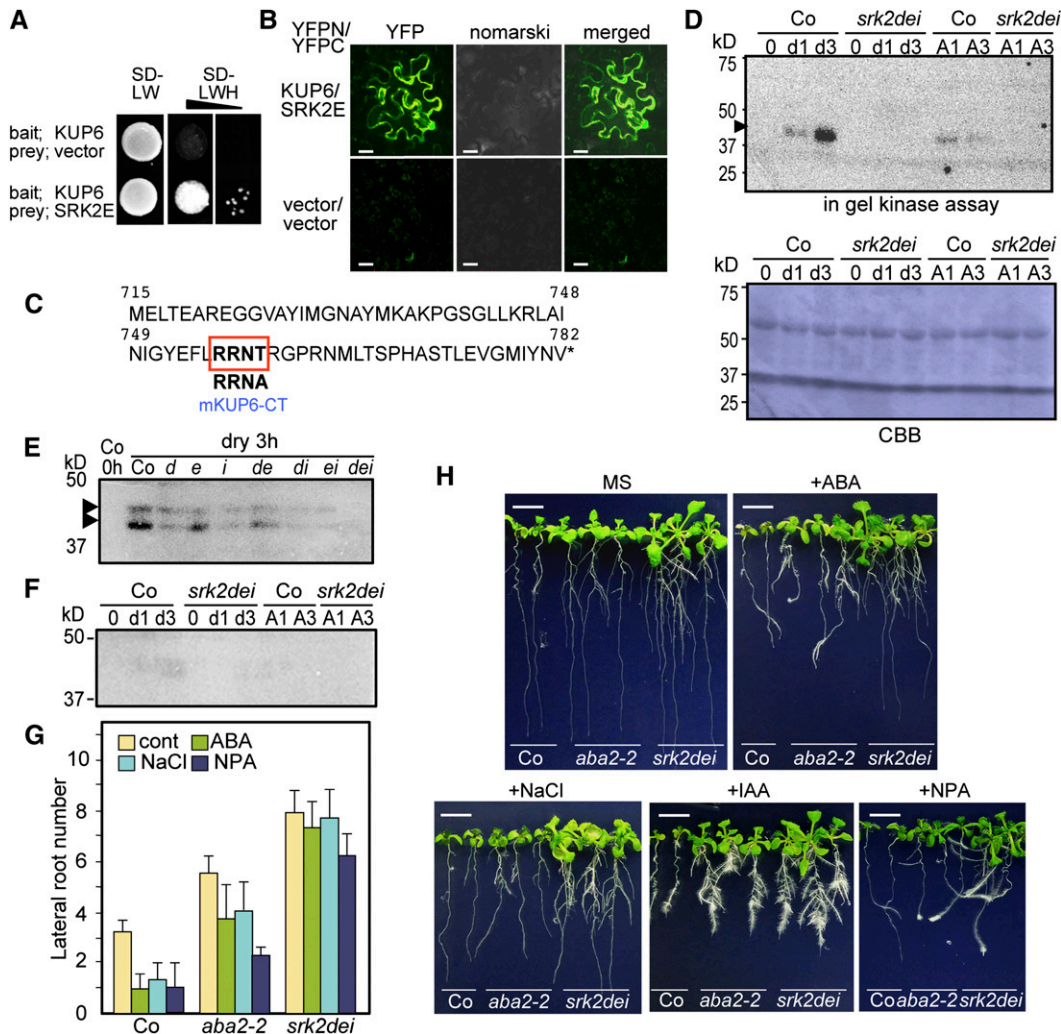 A
SD- SD-
LW LWH
bait; KUP6
prey; vector
bait; KUP6
prey; SRK2E
B
YFPN/
YFPC YFP nomarski merged
KUP6/
SRK2E
vector/
vector
C
715 748
MELTEAREGGVAYIMGNAYMKAKPGSGLLKRLAI
749 782
NIGYEFLRRNTRGPRNMLTSPHASTLEVGMIYNV*
RRNA
mKUP6-CT
D
Co srk2dei Co srk2dei
kD 0 d1 d3 0 d1 d3 A1 A3 A1 A3
75
50
37
25
in gel kinase assay
Co srk2dei Co srk2dei
kD 0 d1 d3 0 d1 d3 A1 A3 A1 A3
75
50
37
25
CBB
E
Co dry 3h
kD 0h Co d e i de di ei dei
50
37
F
Co srk2dei Co srk2dei
kD 0 d1 d3 0 d1 d3 A1 A3 A1 A3
50
37
G
cont ABA
NaCl NPA
Lateral root number
10
8
6
4
2
0
Co aba2-2 srk2dei
H
MS +ABA
Co aba2-2 srk2dei Co aba2-2 srk2dei
+NaCl +IAA +NPA
Co aba2-2 srk2dei Co aba2-2 srk2dei Co aba2-2 srk2dei